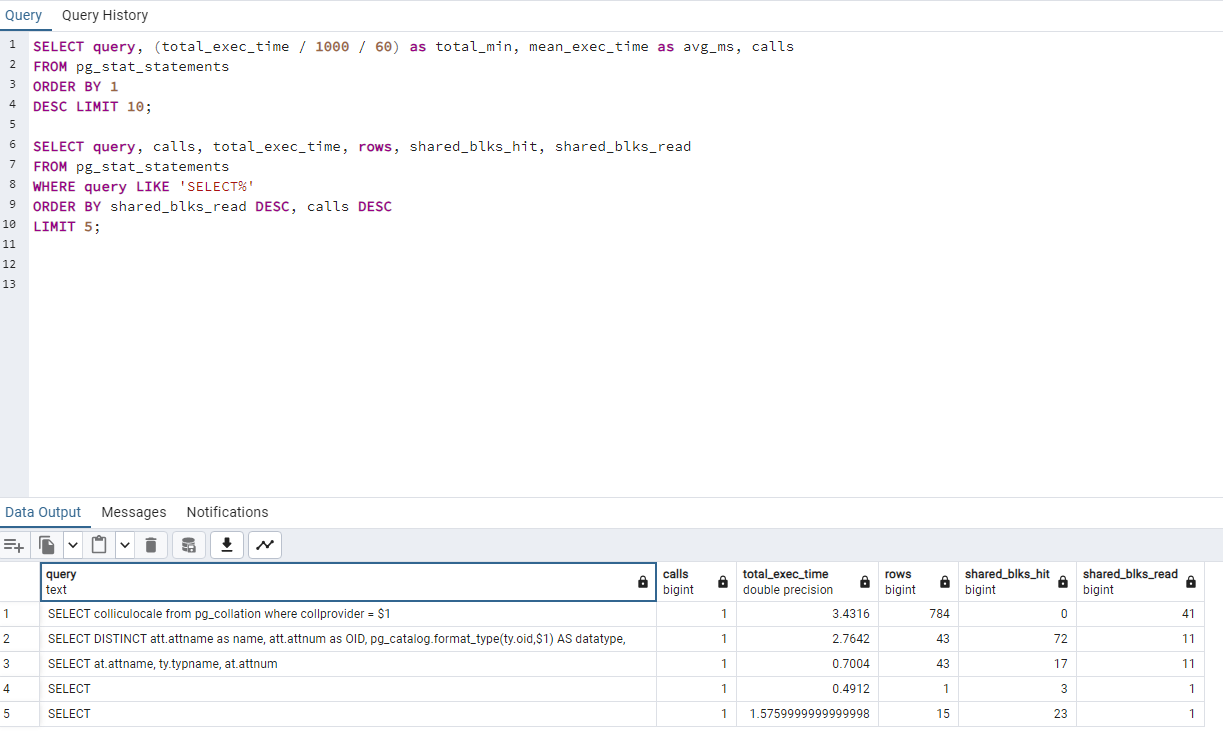 Query Query History
1 SELECT query, (total_exec_time / 1000 / 60) as total_min, mean_exec_time as avg_ms, calls
2 FROM pg_stat_statements
3 ORDER BY 1
4 DESC LIMIT 10;
5
6 SELECT query, calls, total_exec_time, rows, shared_blks_hit, shared_blks_read
7 FROM pg_stat_statements
8 WHERE query LIKE 'SELECT%'
9 ORDER BY shared_blks_read DESC, calls DESC
10 LIMIT 5;
11
12
13
Data Output Messages Notifications
query calls total_exec_time rows shared_blks_hit shared_blks_read
text bigint double precision bigint bigint bigint
1 SELECT colliculocale from pg_collation where collprovider = $1 1 3.4316 784 0 41
2 SELECT DISTINCT att.attname as name, att.attnum as OID, pg_catalog.format_type(ty.oid,$1) AS datatype, 1 2.7642 43 72 11
3 SELECT at.attname, ty.typname, at.attnum 1 0.7004 43 17 11
4 SELECT 1 0.4912 1 3 1
5 SELECT 1 1.5759999999999998 15 23 1